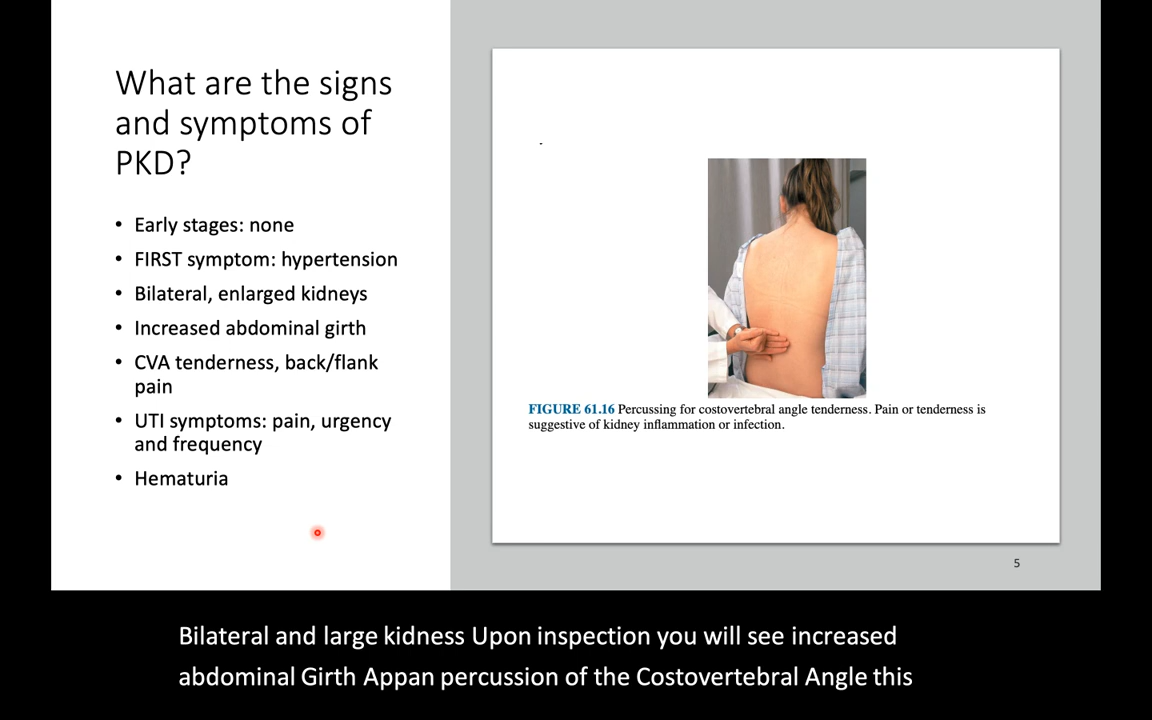 What are the signs
and symptoms of
PKD?
• Early stages: none
• FIRST symptom: hypertension
• Bilateral, enlarged kidneys
• Increased abdominal girth
• CVA tenderness, back/flank
pain
• UTI symptoms: pain, urgency
and frequency
• Hematuria
FIGURE 61.16 Percussing for costovertebral angle tenderness. Pain or tenderness is
suggestive of kidney inflammation or infection.
5
Bilateral and large kidness Upon inspection you will see increased
abdominal Girth Appan percussion of the Costovertebral Angle this